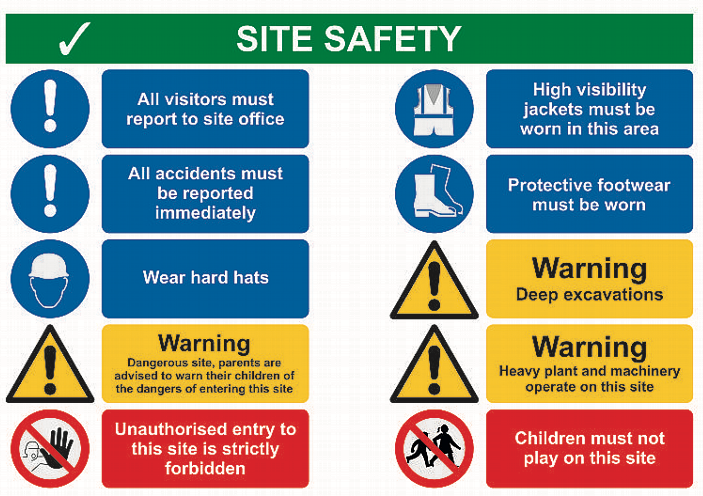 SITE SAFETY
All visitors must
report to site office
All accidents must
be reported
immediately
Wear hard hats
Warning
Dangerous site, parents are
advised to warn their children of
the dangers of entering this site
Unauthorised entry to
this site is strictly
forbidden
High visibility
jackets must be
worn in this area
Protective footwear
must be worn
Warning
Deep excavations
Warning
Heavy plant and machinery
operate on this site
Children must not
play on this site